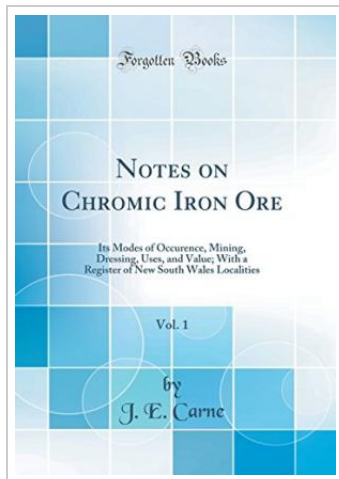 Forgotten Books
NOTES ON
CHROMIC IRON ORE
Its Modes of Occurence, Mining,
Dressing, Uses, and Value; With a
Register of New South Wales Localities
Vol. 1
by
J. E. Carne